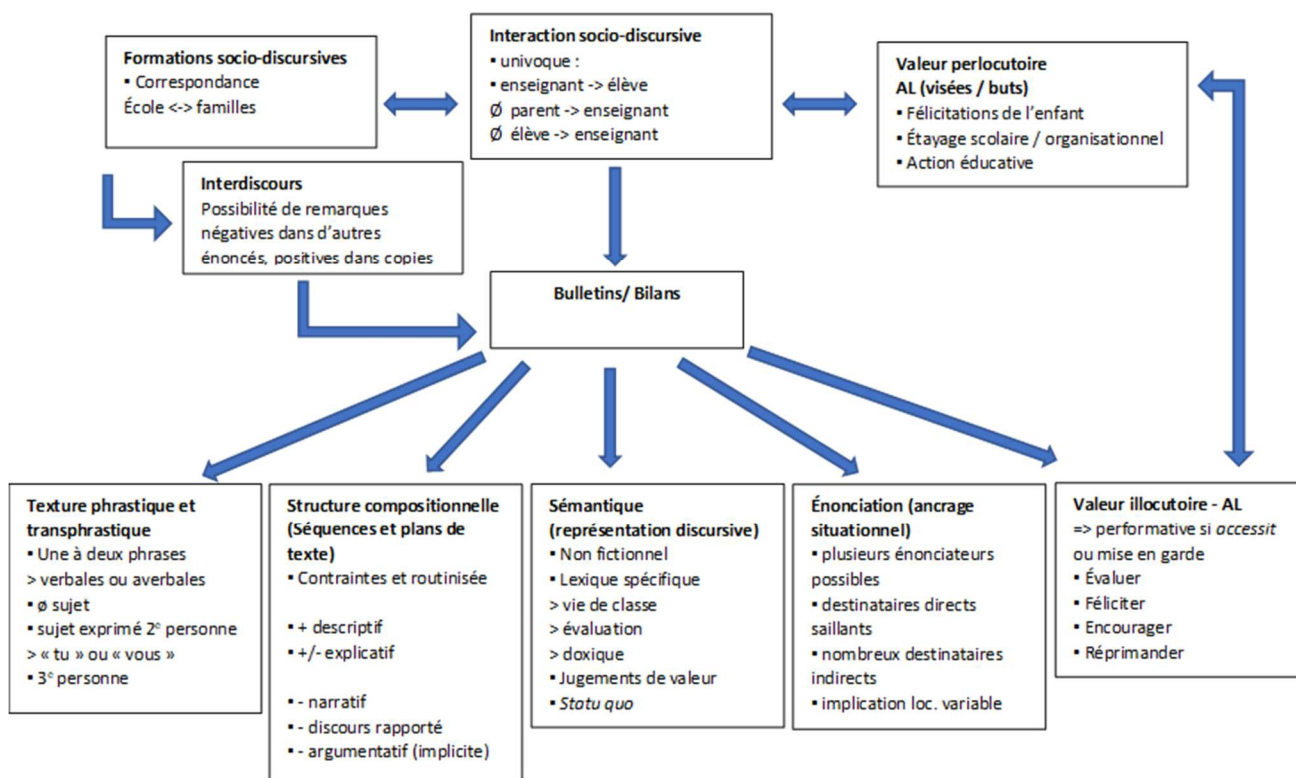 Formations socio-discursives
▪ Correspondance
École <-> familles
Interaction socio-discursive
▪ univoque :
▪ enseignant -> élève
Ø parent -> enseignant
Ø élève -> enseignant
Valeur perlocutoire
AL (visées / buts)
▪ Félicitations de l’enfant
▪ Étayage scolaire / organisationnel
▪ Action éducative
Interdiscours
Possibilité de remarques
négatives dans d’autres
énoncés, positives dans copies
Bulletins/ Bilans
Texture phrastique et
transphrastique
▪ Une à deux phrases
> verbales ou averbales
▪ ø sujet
▪ sujet exprimé 2e personne
> « tu » ou « vous »
▪ 3e personne
Structure compositionnelle
(Séquences et plans de
texte)
▪ Contraintes et routinisée
▪ + descriptif
▪ +/- explicatif
▪ - narratif
▪ - discours rapporté
▪ - argumentatif (implicite)
Sémantique
(représentation discursive)
▪ Non fictionnel
▪ Lexique spécifique
> vie de classe
> évaluation
> doxique
▪ Jugements de valeur
▪ Statu quo
Énonciation (ancrage
situationnel)
▪ plusieurs énonciateurs
possibles
▪ destinataires directs
saillants
▪ nombreux destinataires
indirects
▪ implication loc. variable
Valeur illocutoire - AL
=> performative si accessit
ou mise en garde
▪ Évaluer
▪ Féliciter
▪ Encourager
▪ Réprimander